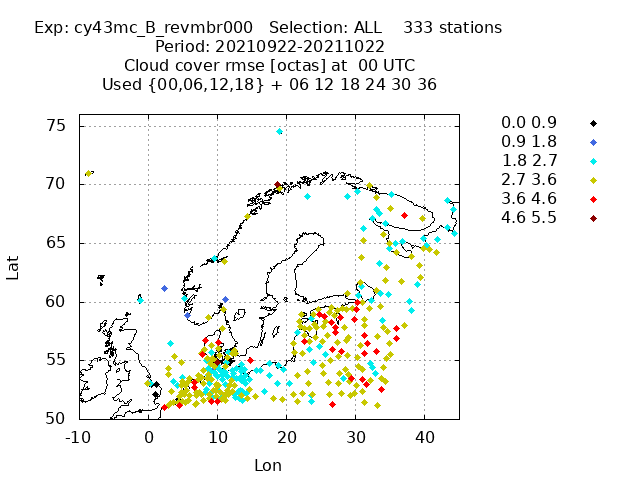 Exp: cy43mc_B_revmbr000   Selection: ALL    333 stations
Period: 20210922-20211022
Cloud cover rmse [octas] at  00 UTC
Used {00,06,12,18} + 06 12 18 24 30 36
0.0 0.9
0.9 1.8
1.8 2.7
2.7 3.6
3.6 4.6
4.6 5.5
75
70
65
60
55
50
Lat
-10 0 10 20 30 40
Lon